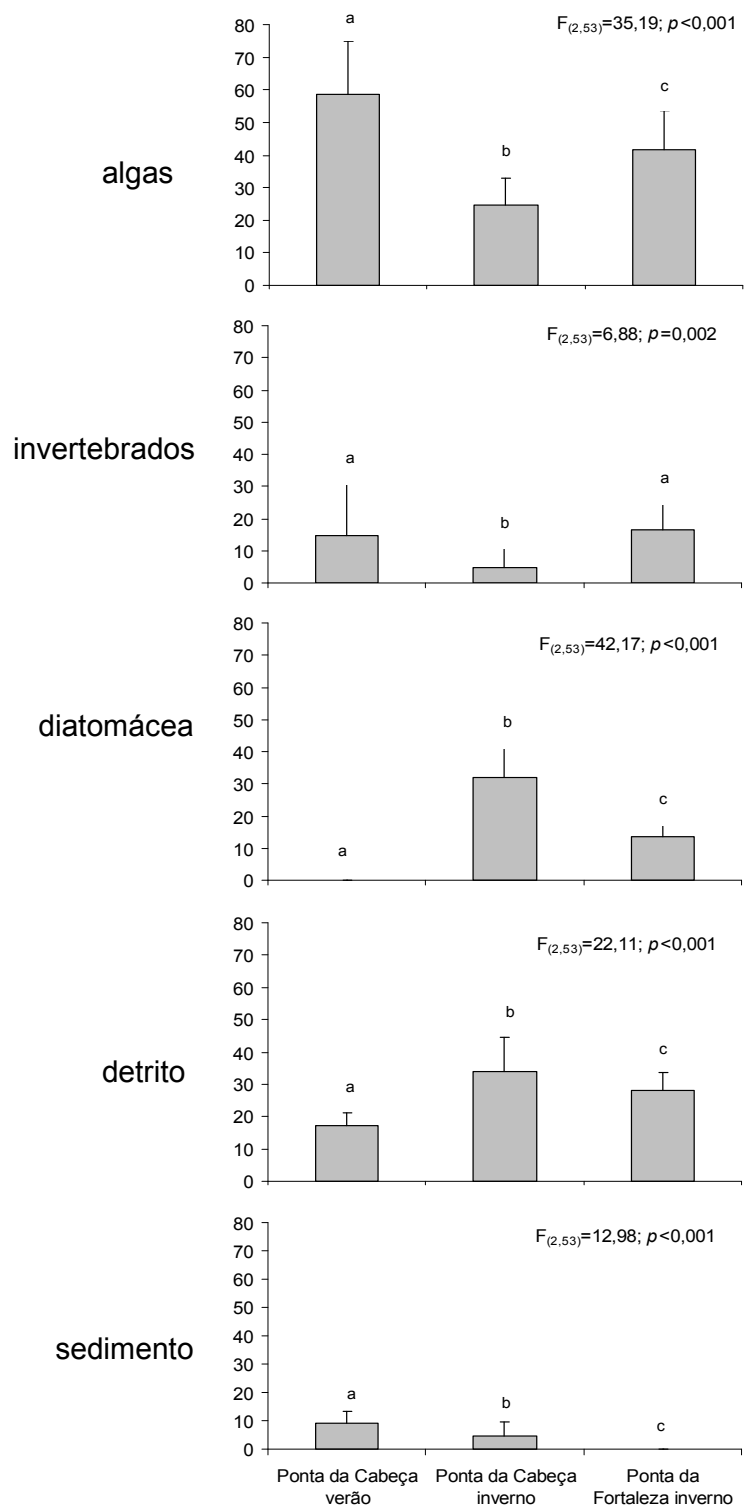 F(2,53)=35,19; p<0,001
80
70
60
50
40
30
20
10
0
a
b
c
algas
F(2,53)=6,88; p=0,002
80
70
60
50
40
30
20
10
0
a
b
a
invertebrados
F(2,53)=42,17; p<0,001
80
70
60
50
40
30
20
10
0
a
b
c
diatomácea
F(2,53)=22,11; p<0,001
80
70
60
50
40
30
20
10
0
a
b
c
detrito
F(2,53)=12,98; p<0,001
80
70
60
50
40
30
20
10
0
a
b
c
sedimento
Ponta da Cabeça
verão
Ponta da Cabeça
inverno
Ponta da
Fortaleza inverno